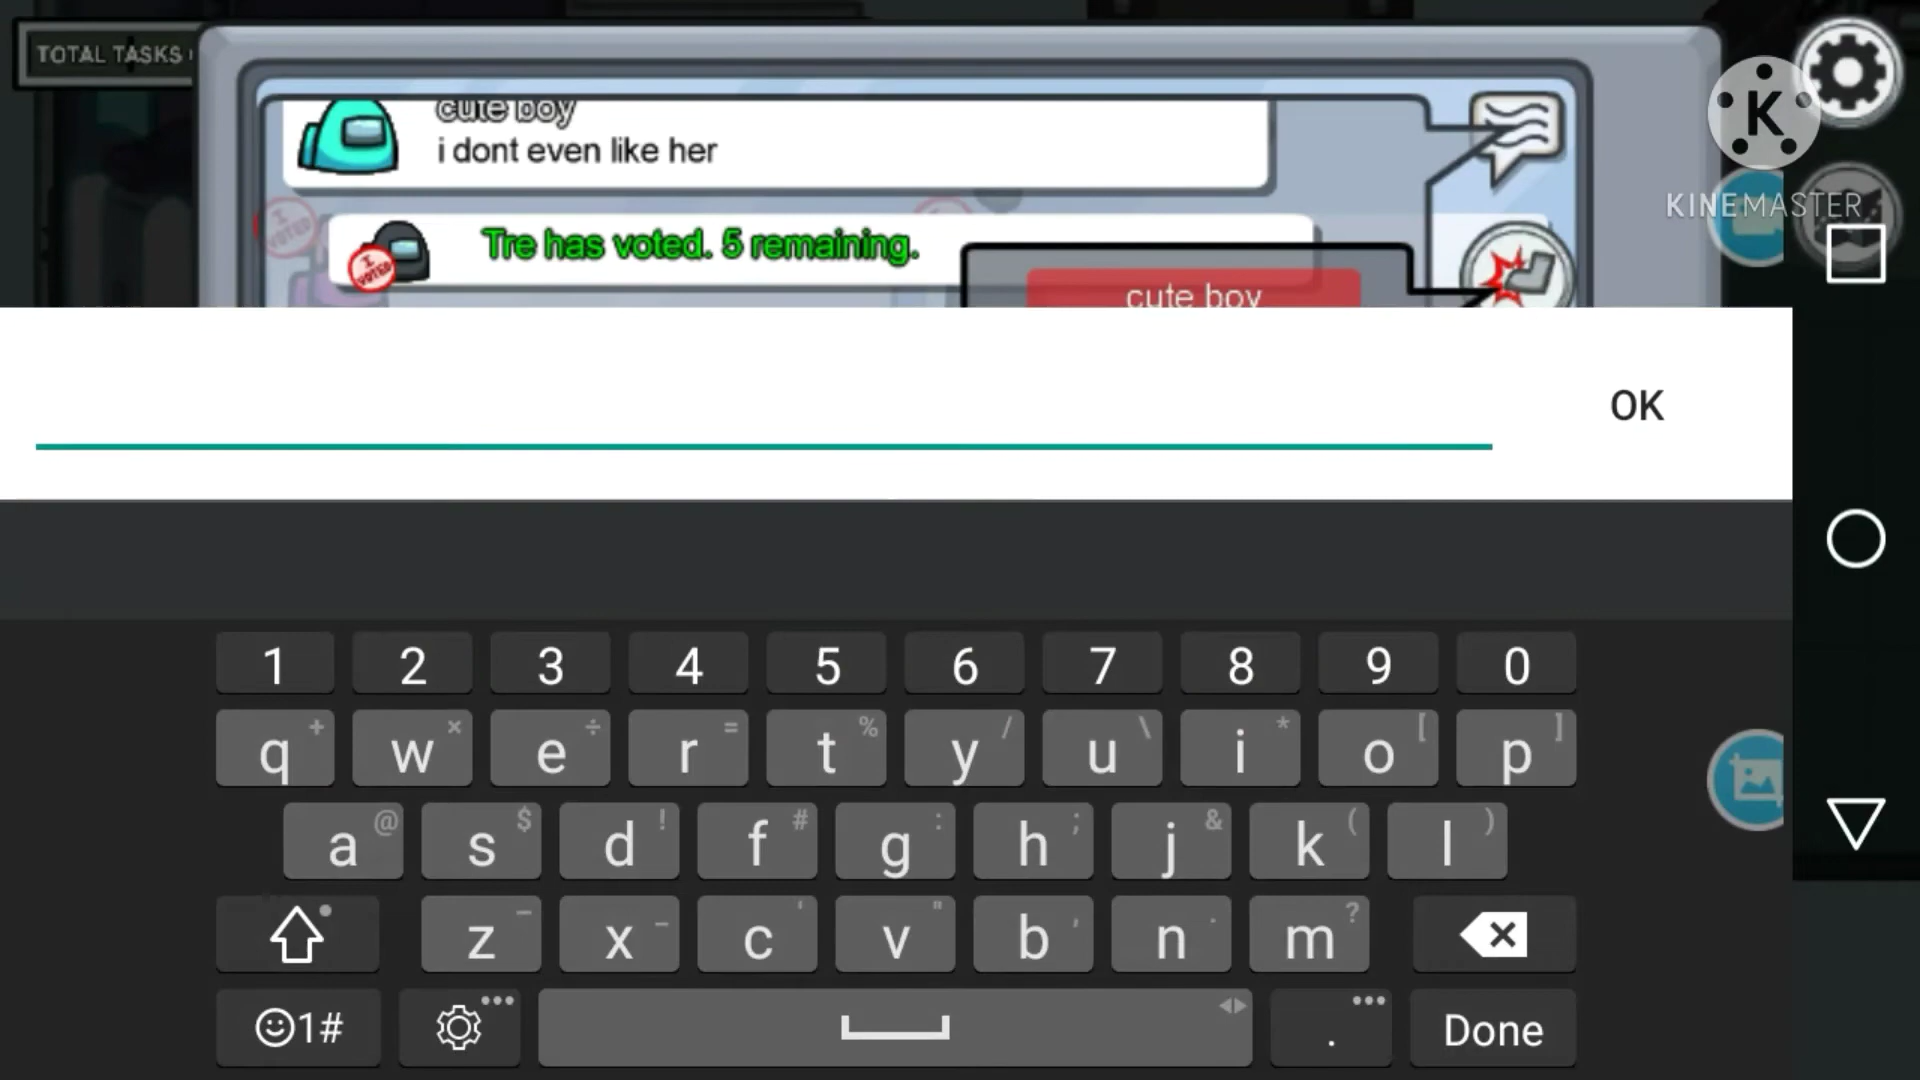 TOTAL TASKS
cute boy
i dont even like her
I VOTED
Tre has voted. 5 remaining.
cute boy
K
KINEMASTER
OK
1 2 3 4 5 6 7 8 9 0
q + w × e ÷ r = t % y / u \ i * o [ p ]
a @ s $ d ! f # g : h ; j & k ( l )
z – x _ c ' v " b , n . m ?
1# ... ... . Done